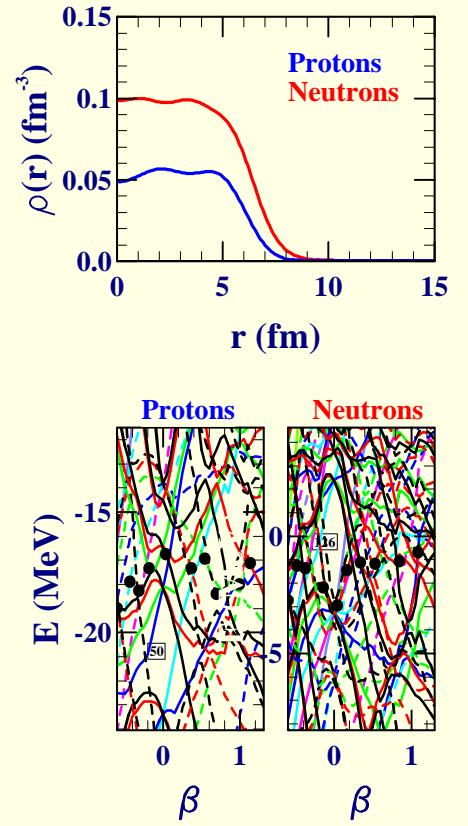 0.15
Protons
Neutrons
0.1
0.05
0.0
ρ(r) (fm-3)
0 5 10 15
r (fm)
Protons Neutrons
E (MeV)
-15
-20
50
0
-5
0 1
0 1
β β